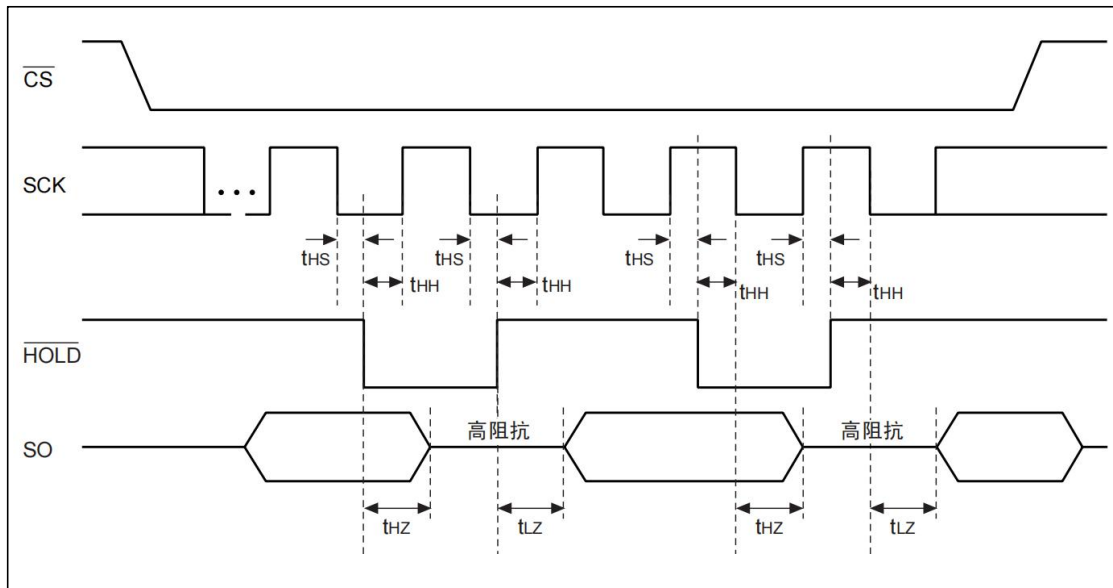 CS
SCK
...
tHS
tHS
tHS
tHS
tHH
tHH
tHH
tHH
HOLD
高阻抗
高阻抗
SO
tHZ
tLZ
tHZ
tLZ